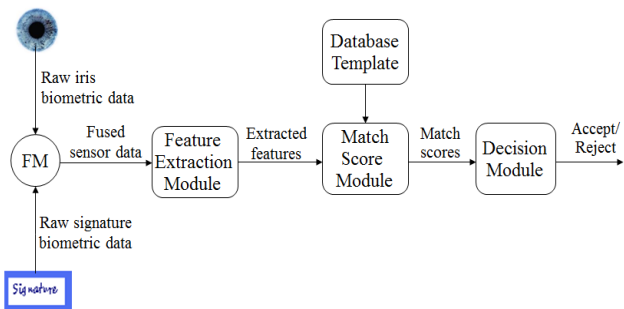 Raw iris
biometric data
FM
Fused
sensor data
Feature
Extraction
Module
Extracted
features
Database
Template
Match
Score
Module
Match
scores
Decision
Module
Accept/
Reject
Raw signature
biometric data
Signature